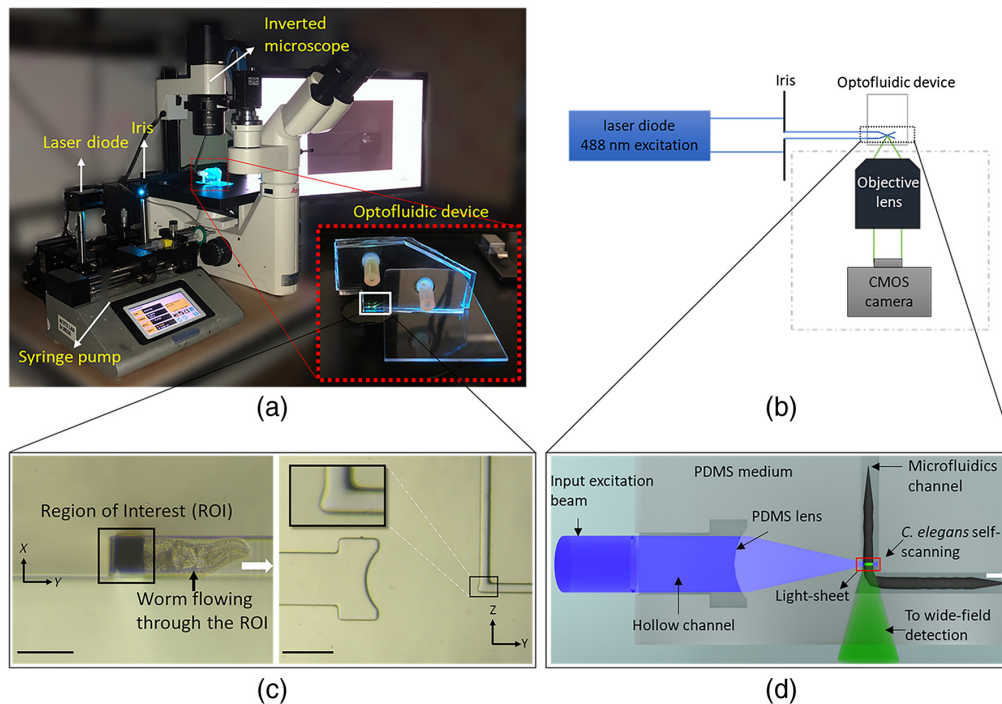 Inverted
microscope
Laser diode
Iris
Optofluidic device
Syringe pump
(a)
Iris
Optofluidic device
laser diode
488 nm excitation
Objective
lens
CMOS
camera
(b)
Region of Interest (ROI)
X
Y
Worm flowing
through the ROI
Z
Y
(c)
PDMS medium
Microfluidics
channel
Input excitation
beam
PDMS lens
C. elegans self-
scanning
Light-sheet
Hollow channel
To wide-field
detection
(d)